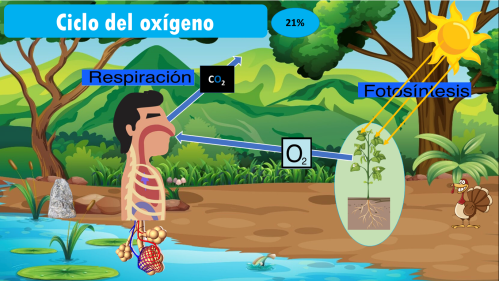 Ciclo del oxígeno
21%
Respiración
CO₂
Fotosíntesis
O₂